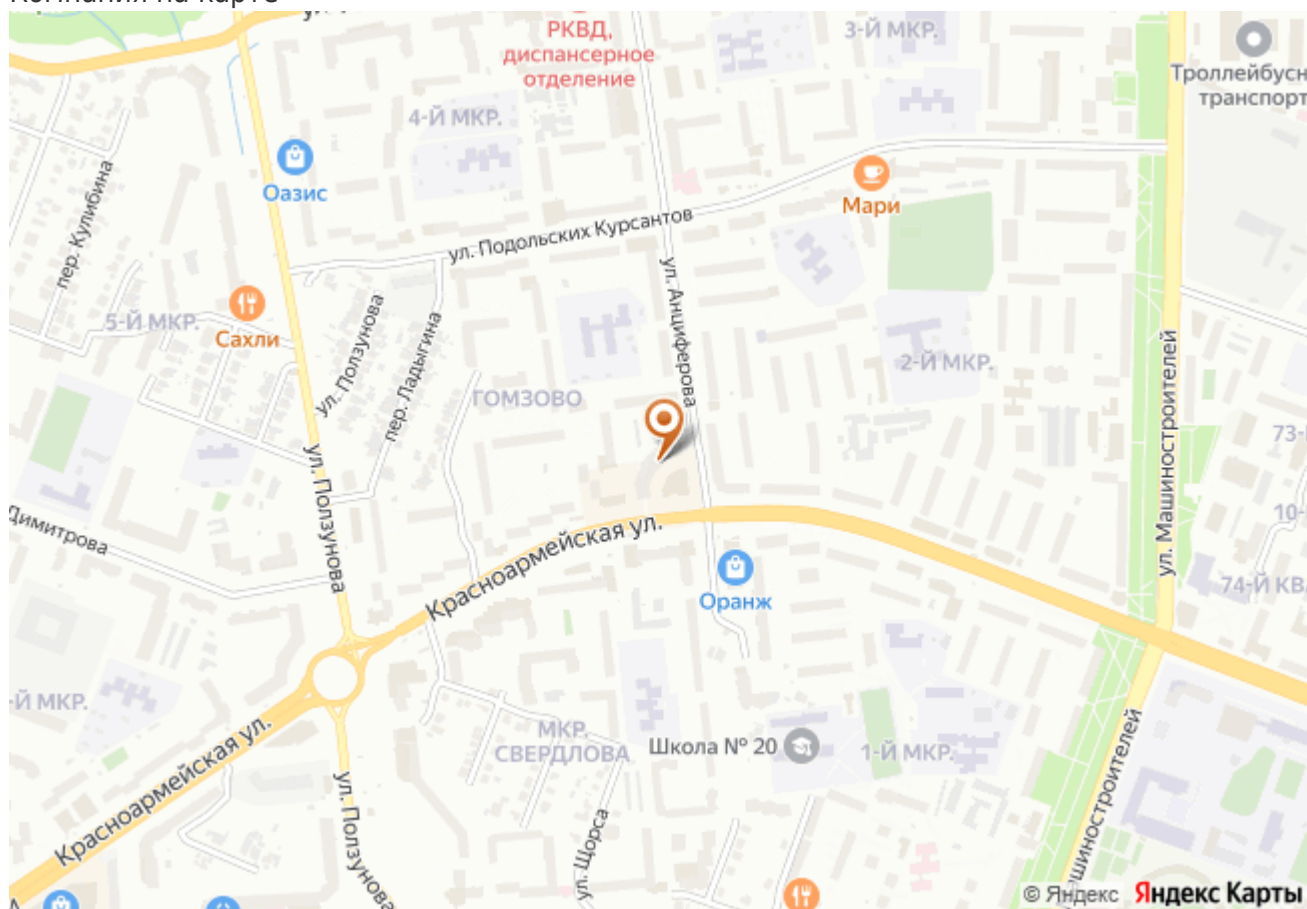 РКВД,
диспансерное
отделение
3-Й МКР.
Троллейбусн
транспорт
4-Й МКР.
Оазис
Мари
пер. Кулибина
ул. Подольских Курсантов
ул. Анциферова
5-Й МКР.
Сахли
ул. Ползунова
пер. Ладыгина
ГОМЗОВО
2-Й МКР.
ул. Машиностроителей
73-
10-
74-Й КВ.
Димитрова
ул. Ползунова
Красноармейская ул.
Оранж
-Й МКР.
МКР.
СВЕРДЛОВА
Школа № 20
1-Й МКР.
Красноармейская ул.
ул. Ползунова
ул. Щорса
ашиностроителей
© Яндекс Яндекс Карты